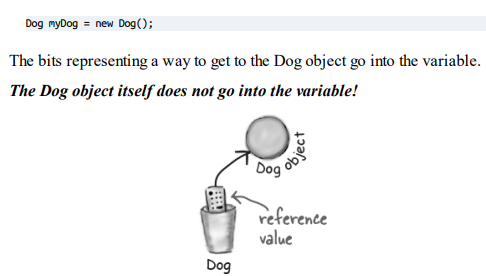 Dog myDog = new Dog();
The bits representing a way to get to the Dog object go into the variable.
The Dog object itself does not go into the variable!
Dog object
reference
value
Dog